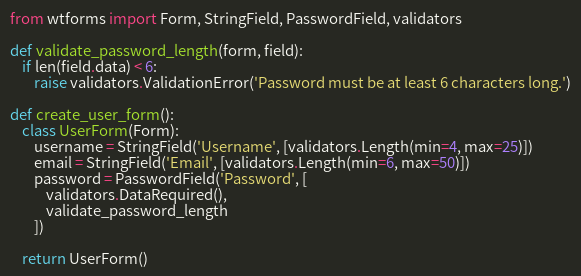 from wtforms import Form, StringField, PasswordField, validators

def validate_password_length(form, field):
    if len(field.data) < 6:
        raise validators.ValidationError('Password must be at least 6 characters long.')

def create_user_form():
    class UserForm(Form):
        username = StringField('Username', [validators.Length(min=4, max=25)])
        email = StringField('Email', [validators.Length(min=6, max=50)])
        password = PasswordField('Password', [
            validators.DataRequired(),
            validate_password_length
        ])

    return UserForm()